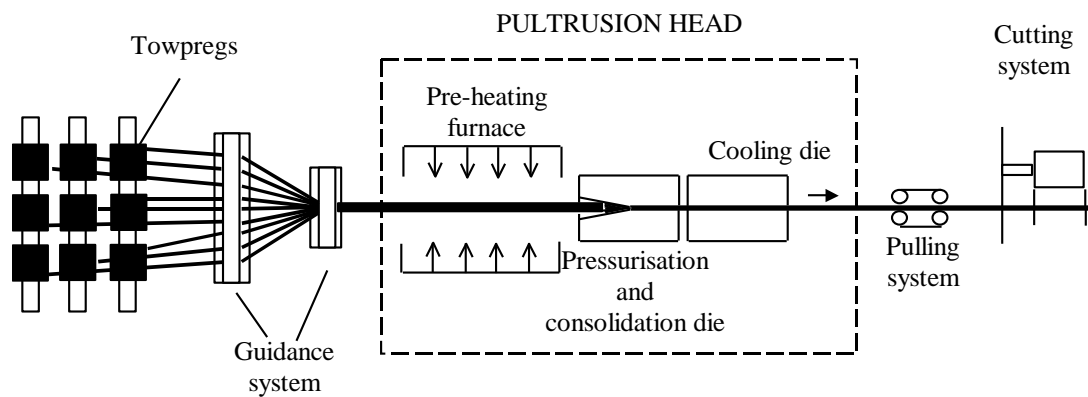 PULTRUSION HEAD
Towpregs
Cutting
system
Pre-heating
furnace
Cooling die
Pressurisation
and
consolidation die
Pulling
system
Guidance
system